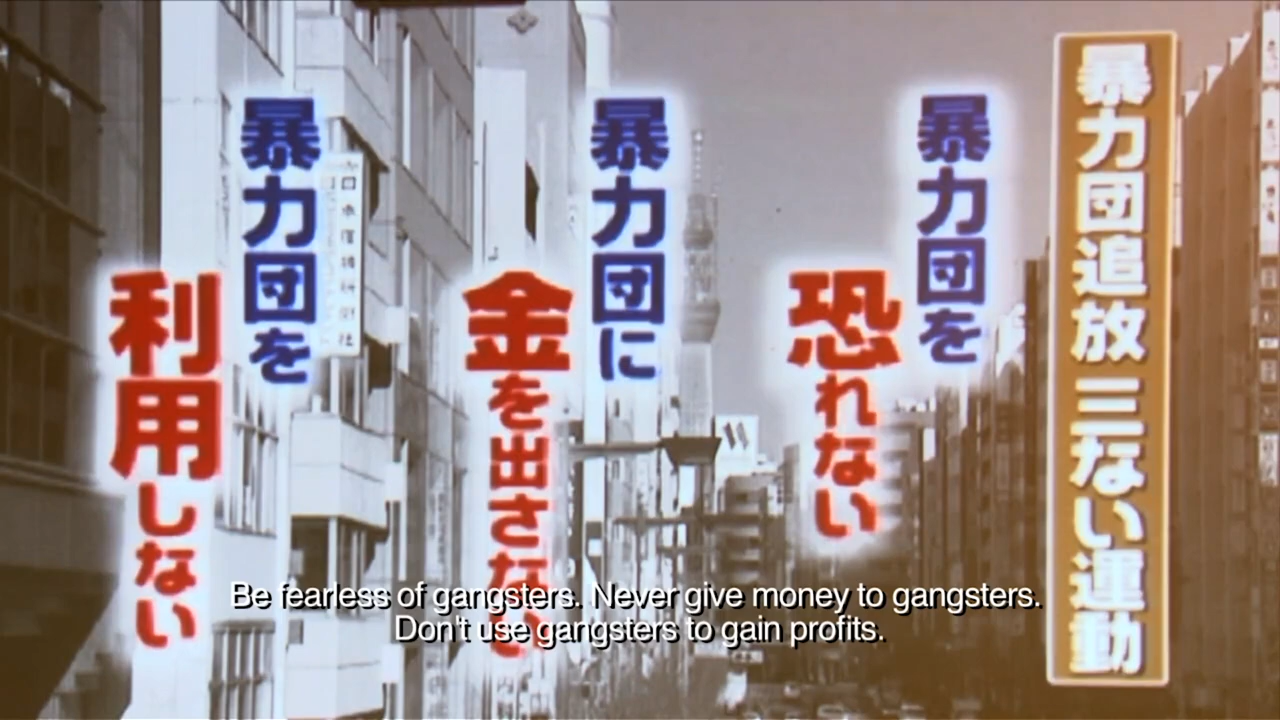 暴力団追放 三ない運動
暴力団を
恐れない
暴力団に
金を出さない
暴力団を
利用しない
Be fearless of gangsters. Never give money to gangsters.
Don't use gangsters to gain profits.